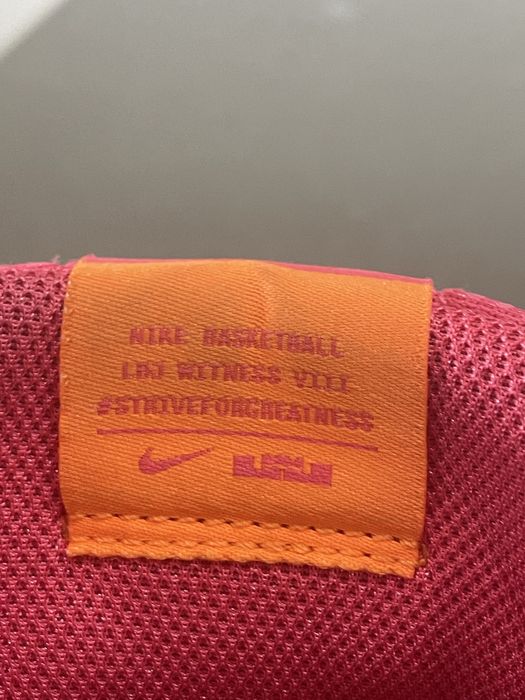 NIKE BASKETBALL
LBJ WITNESS VIII
#STRIVEFORGREATNESS